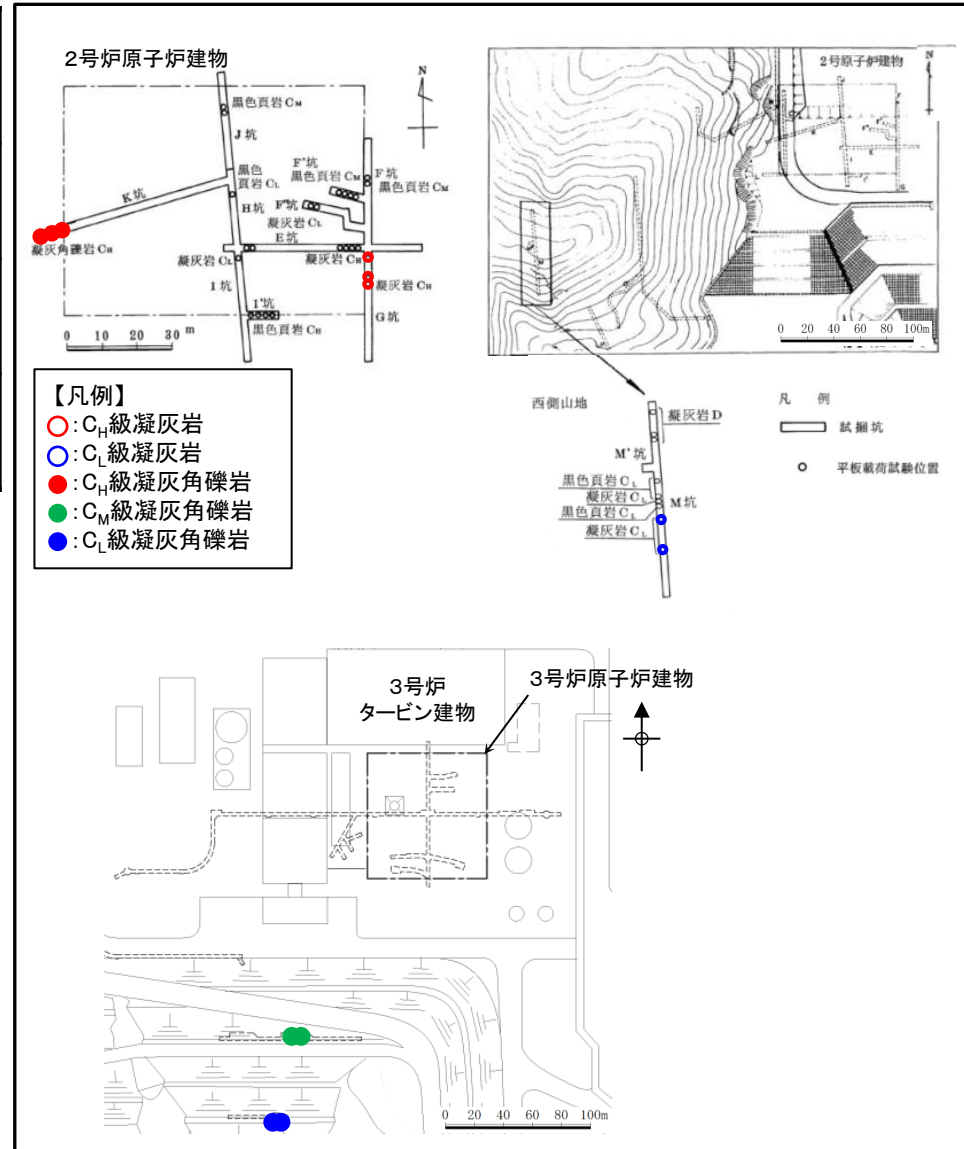 2号炉原子炉建物
N
黒色頁岩 CM
J坑
黒色
頁岩 CL
K坑
H坑
F'坑
黒色頁岩 CM
F坑
黒色頁岩 CM
F"坑
凝灰岩 CL
E坑
凝灰角礫岩 CH
凝灰岩 CL
凝灰岩 CH
I坑
凝灰岩 CH
I'坑
G坑
黒色頁岩 CH
0 10 20 30 m
2号原子炉建物
N
K
E
I
G
0 20 40 60 80 100m
【凡例】
○:CH級凝灰岩
○:CL級凝灰岩
●:CH級凝灰角礫岩
●:CM級凝灰角礫岩
●:CL級凝灰角礫岩
西側山地
凝灰岩 D
M'坑
黒色頁岩 CL
凝灰岩 CL
M坑
黒色頁岩 CL
凝灰岩 CL
凡 例
試掘坑
平板載荷試験位置
3号炉
タービン建物
3号炉原子炉建物
0 20 40 60 80 100m